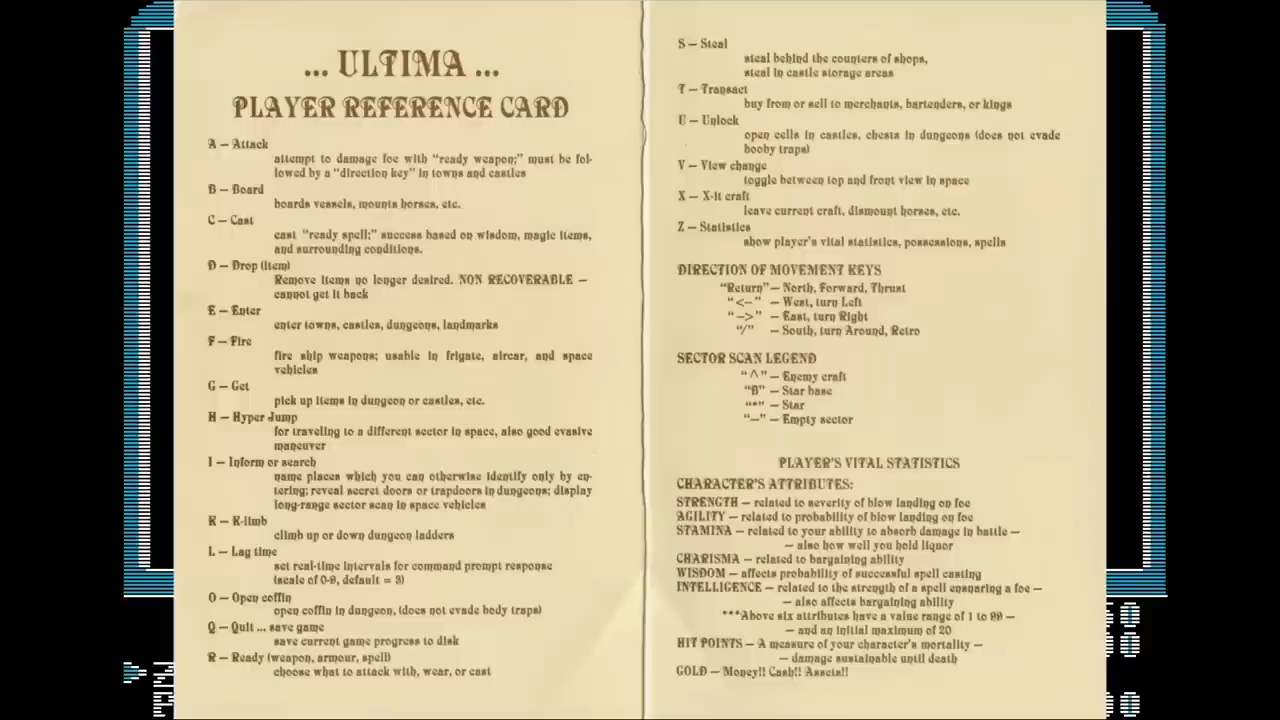 ... ULTIMA ...
PLAYER REFERENCE CARD
A – Attack
attempt to damage foe with "ready weapon;" must be fol-
lowed by a "direction key" in towns and castles
B – Board
boards vessels, mounts horses, etc.
C – Cast
cast "ready spell;" success based on wisdom, magic items,
and surrounding conditions.
D – Drop (item)
Remove items no longer desired. NON RECOVERABLE –
cannot get it back
E – Enter
enter towns, castles, dungeons, landmarks
F – Fire
fire ship weapons; usable in frigate, aircar, and space
vehicles
G – Get
pick up items in dungeon or castles, etc.
H – Hyper Jump
for traveling to a different sector in space, also good evasive
maneuver
I – Inform or search
name places which you can otherwise identify only by en-
tering; reveal secret doors or trapdoors in dungeons; display
long-range sector scan in space vehicles
K – K-limb
climb up or down dungeon ladders
L – Lag time
set real-time intervals for command prompt response
(scale of 0-9, default = 3)
O – Open coffin
open coffin in dungeon, (does not evade body traps)
Q – Quit ... save game
save current game progress to disk
R – Ready (weapon, armour, spell)
choose what to attack with, wear, or cast
S – Steal
steal behind the counters of shops,
steal in castle storage areas
T – Transact
buy from or sell to merchants, bartenders, or kings
U – Unlock
open cells in castles, chests in dungeons (does not evade
booby traps)
V – View change
toggle between top and front view in space
X – X-it craft
leave current craft, dismount horses, etc.
Z – Statistics
show player's vital statistics, possessions, spells
DIRECTION OF MOVEMENT KEYS
"Return" – North, Forward, Thrust
"<–" – West, turn Left
"–>" – East, turn Right
"/" – South, turn Around, Retro
SECTOR SCAN LEGEND
"^" – Enemy craft
"B" – Star base
"*" – Star
"–" – Empty sector
PLAYER'S VITAL STATISTICS
CHARACTER'S ATTRIBUTES:
STRENGTH – related to severity of blow landing on foe
AGILITY – related to probability of blow landing on foe
STAMINA – related to your ability to absorb damage in battle –
– also how well you hold liquor
CHARISMA – related to bargaining ability
WISDOM – affects probability of successful spell casting
INTELLIGENCE – related to the strength of a spell ensnaring a foe –
– also affects bargaining ability
***Above six attributes have a value range of 1 to 99 –
– and an initial maximum of 20
HIT POINTS – A measure of your character's mortality –
– damage sustainable until death
GOLD – Money!! Cash!! Assets!!